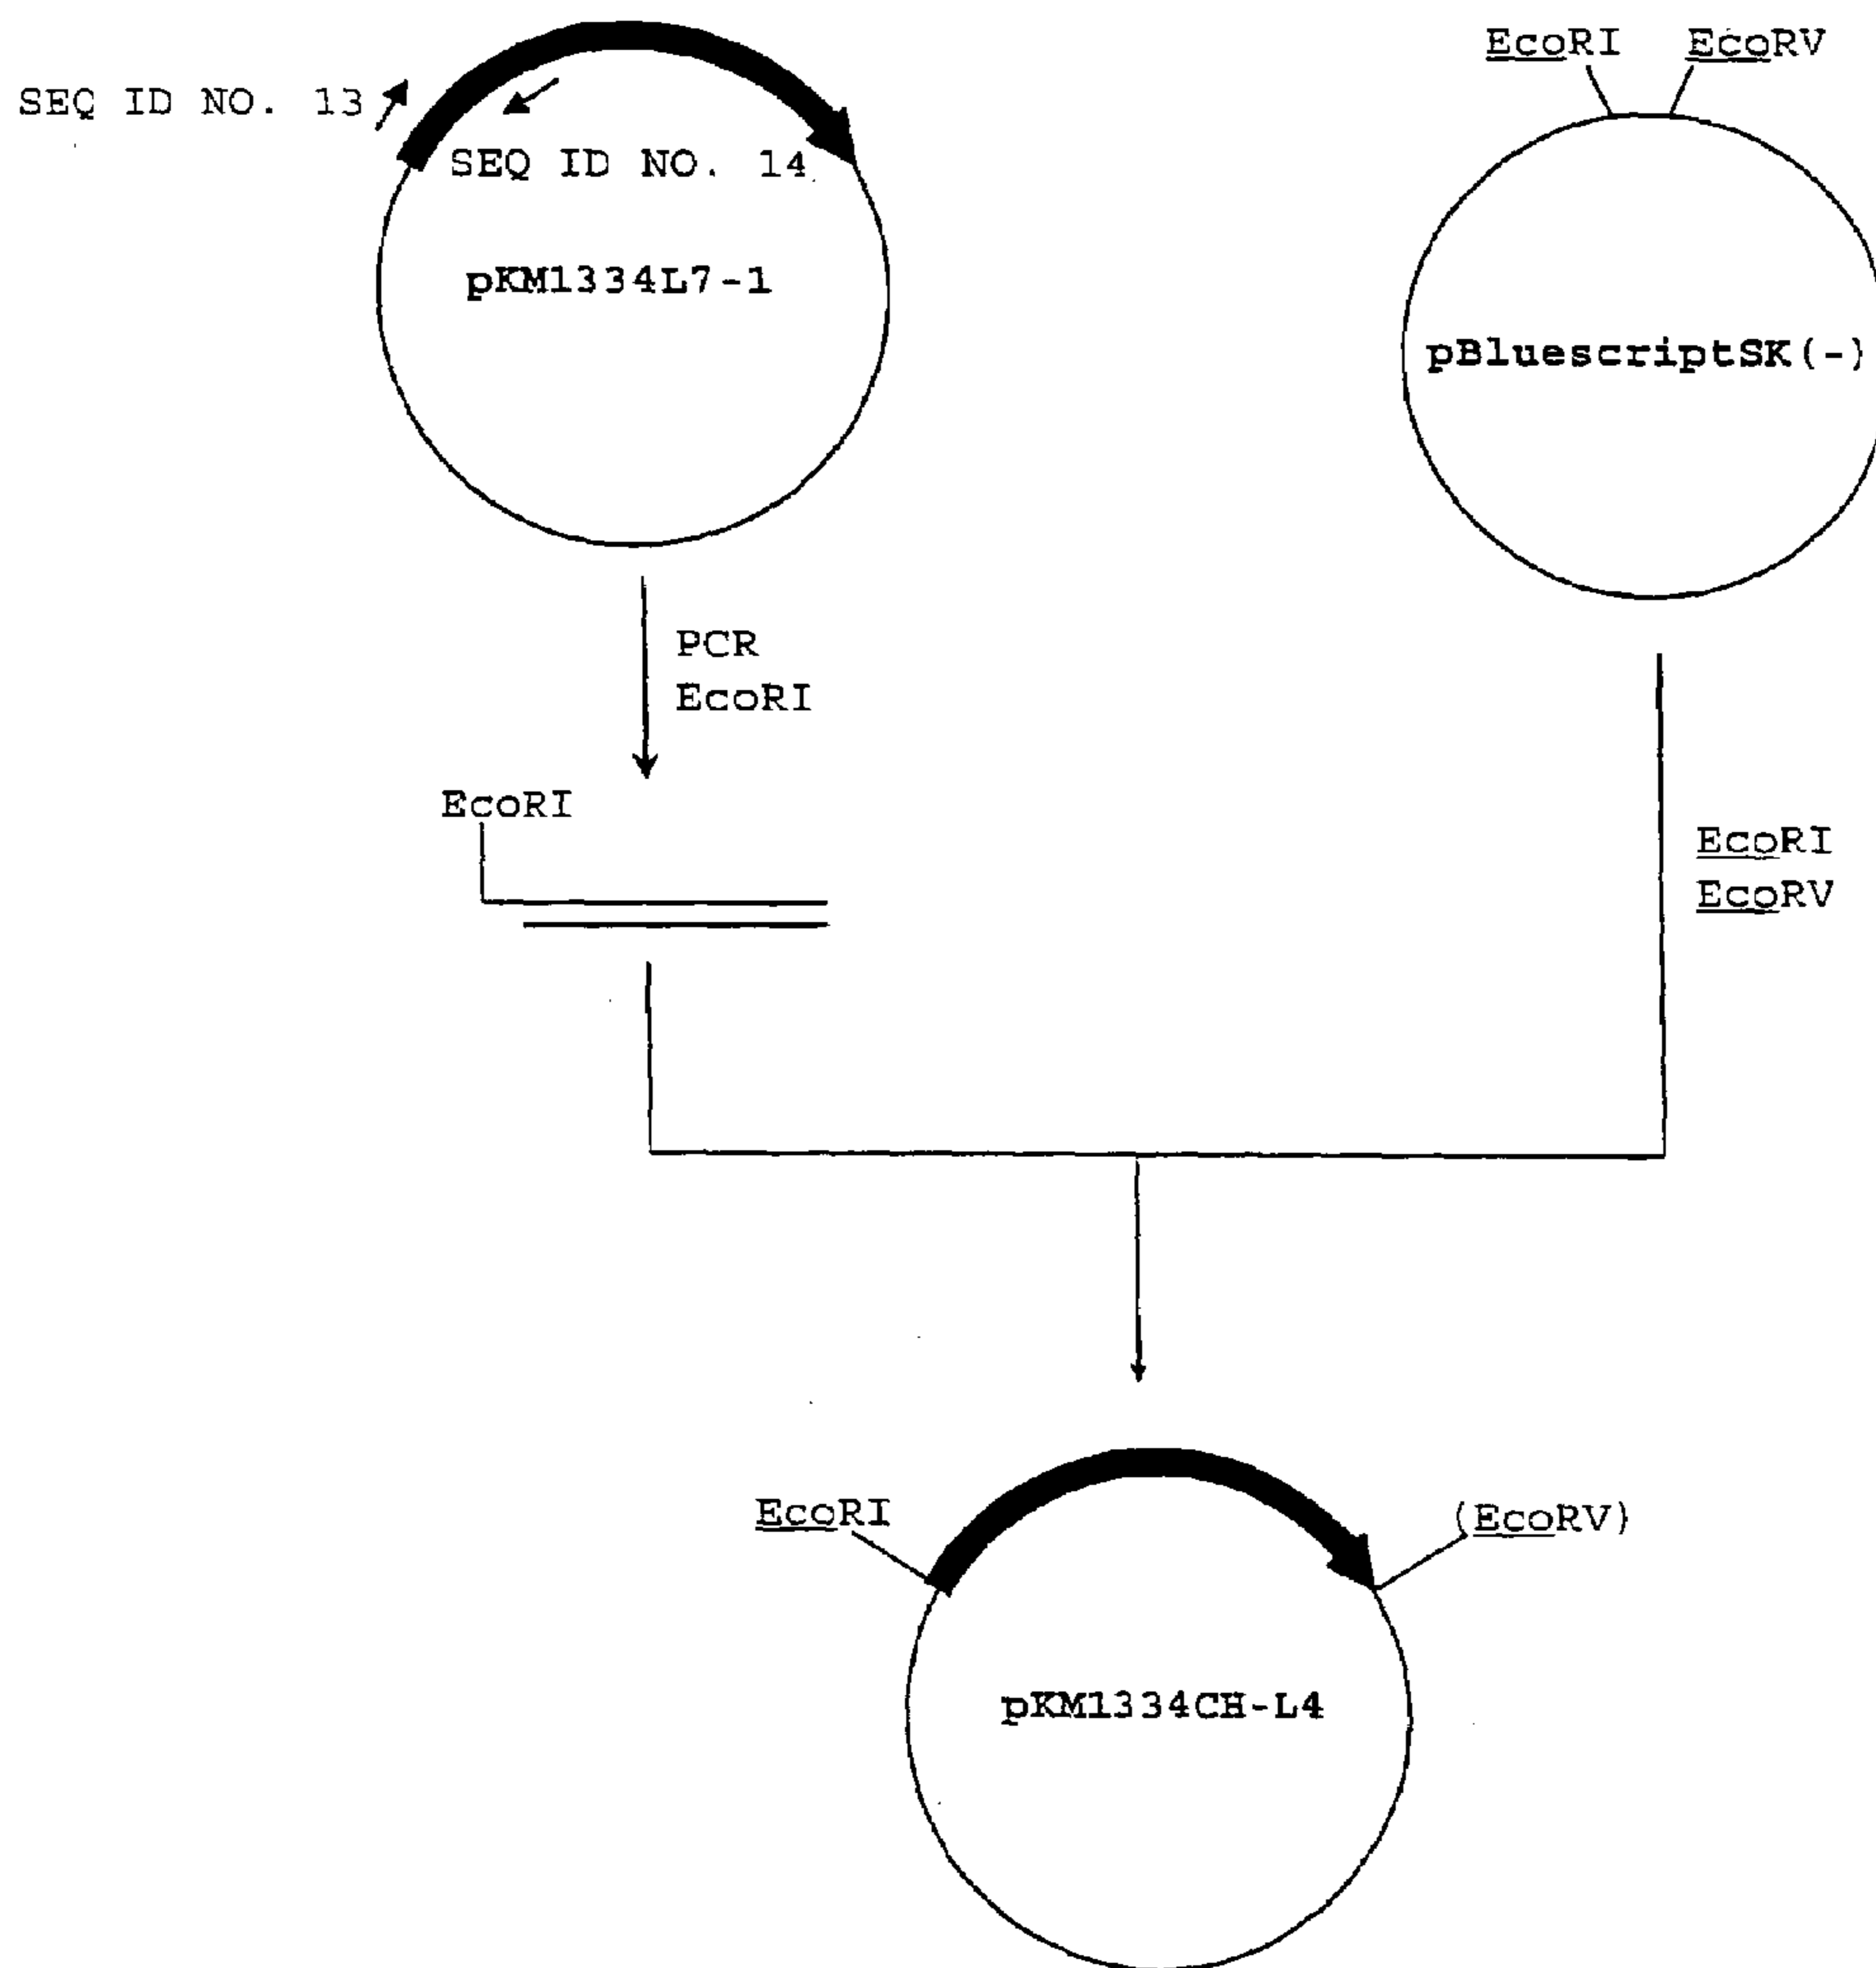 EcoRI EcoRV
SEQ ID NO. 13
SEQ ID NO. 14
pKM1334L7-1
pBluescriptSK(-)
PCR
EcoRI
EcoRI
EcoRI
EcoRV
EcoRI
(EcoRV)
pKM1334CH-L4